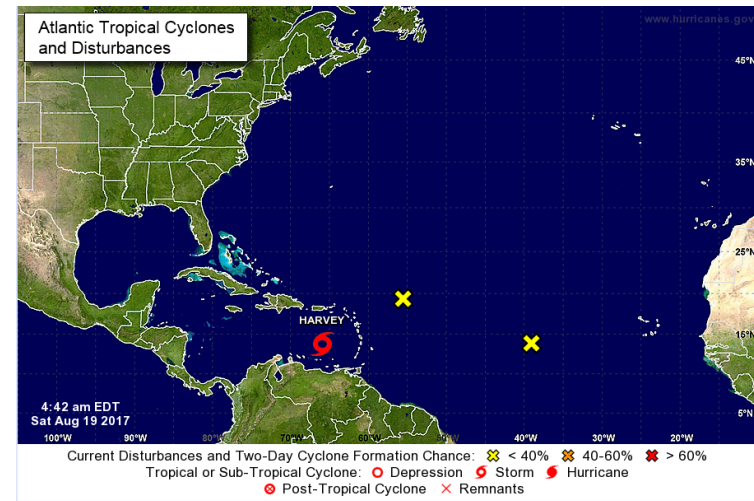 Atlantic Tropical Cyclones
and Disturbances
www.hurricanes.gov
45°N
35°N
25°N
HARVEY
15°N
4:42 am EDT
Sat Aug 19 2017
5°N
100°W 90°W 80°W 70°W 60°W 50°W 40°W 30°W 20°W
Current Disturbances and Two-Day Cyclone Formation Chance: < 40% 40-60% > 60%
Tropical or Sub-Tropical Cyclone: Depression Storm Hurricane
Post-Tropical Cyclone Remnants